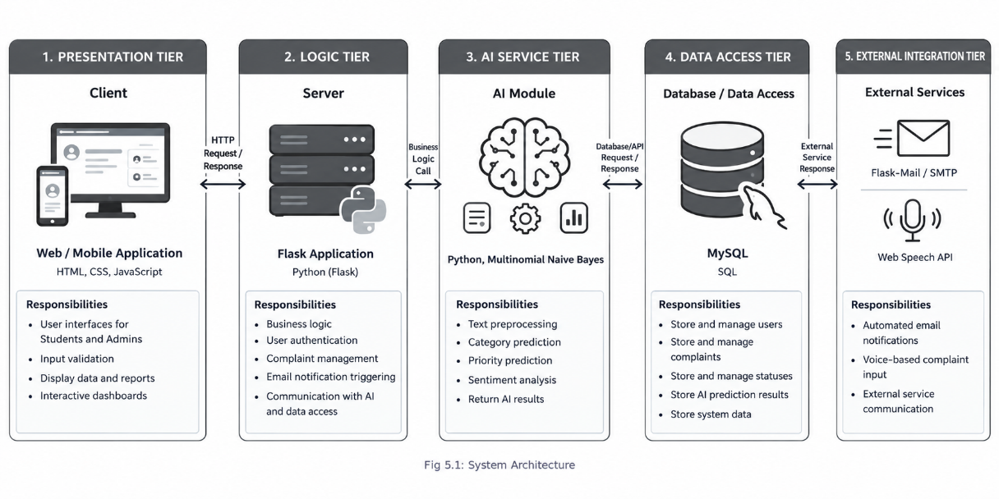 1. PRESENTATION TIER
Client
Web / Mobile Application
HTML, CSS, JavaScript
Responsibilities
• User interfaces for
Students and Admins
• Input validation
• Display data and reports
• Interactive dashboards
HTTP
Request /
Response
2. LOGIC TIER
Server
Flask Application
Python (Flask)
Responsibilities
• Business logic
• User authentication
• Complaint management
• Email notification triggering
• Communication with AI
and data access
Business
Logic
Call
3. AI SERVICE TIER
AI Module
Python, Multinomial Naive Bayes
Responsibilities
• Text preprocessing
• Category prediction
• Priority prediction
• Sentiment analysis
• Return AI results
Database/API
Request /
Response
4. DATA ACCESS TIER
Database / Data Access
MySQL
SQL
Responsibilities
• Store and manage users
• Store and manage
complaints
• Store and manage statuses
• Store AI prediction results
• Store system data
External
Service
Response
5. EXTERNAL INTEGRATION TIER
External Services
Flask-Mail / SMTP
Web Speech API
Responsibilities
• Automated email
notifications
• Voice-based complaint
input
• External service
communication
Fig 5.1: System Architecture